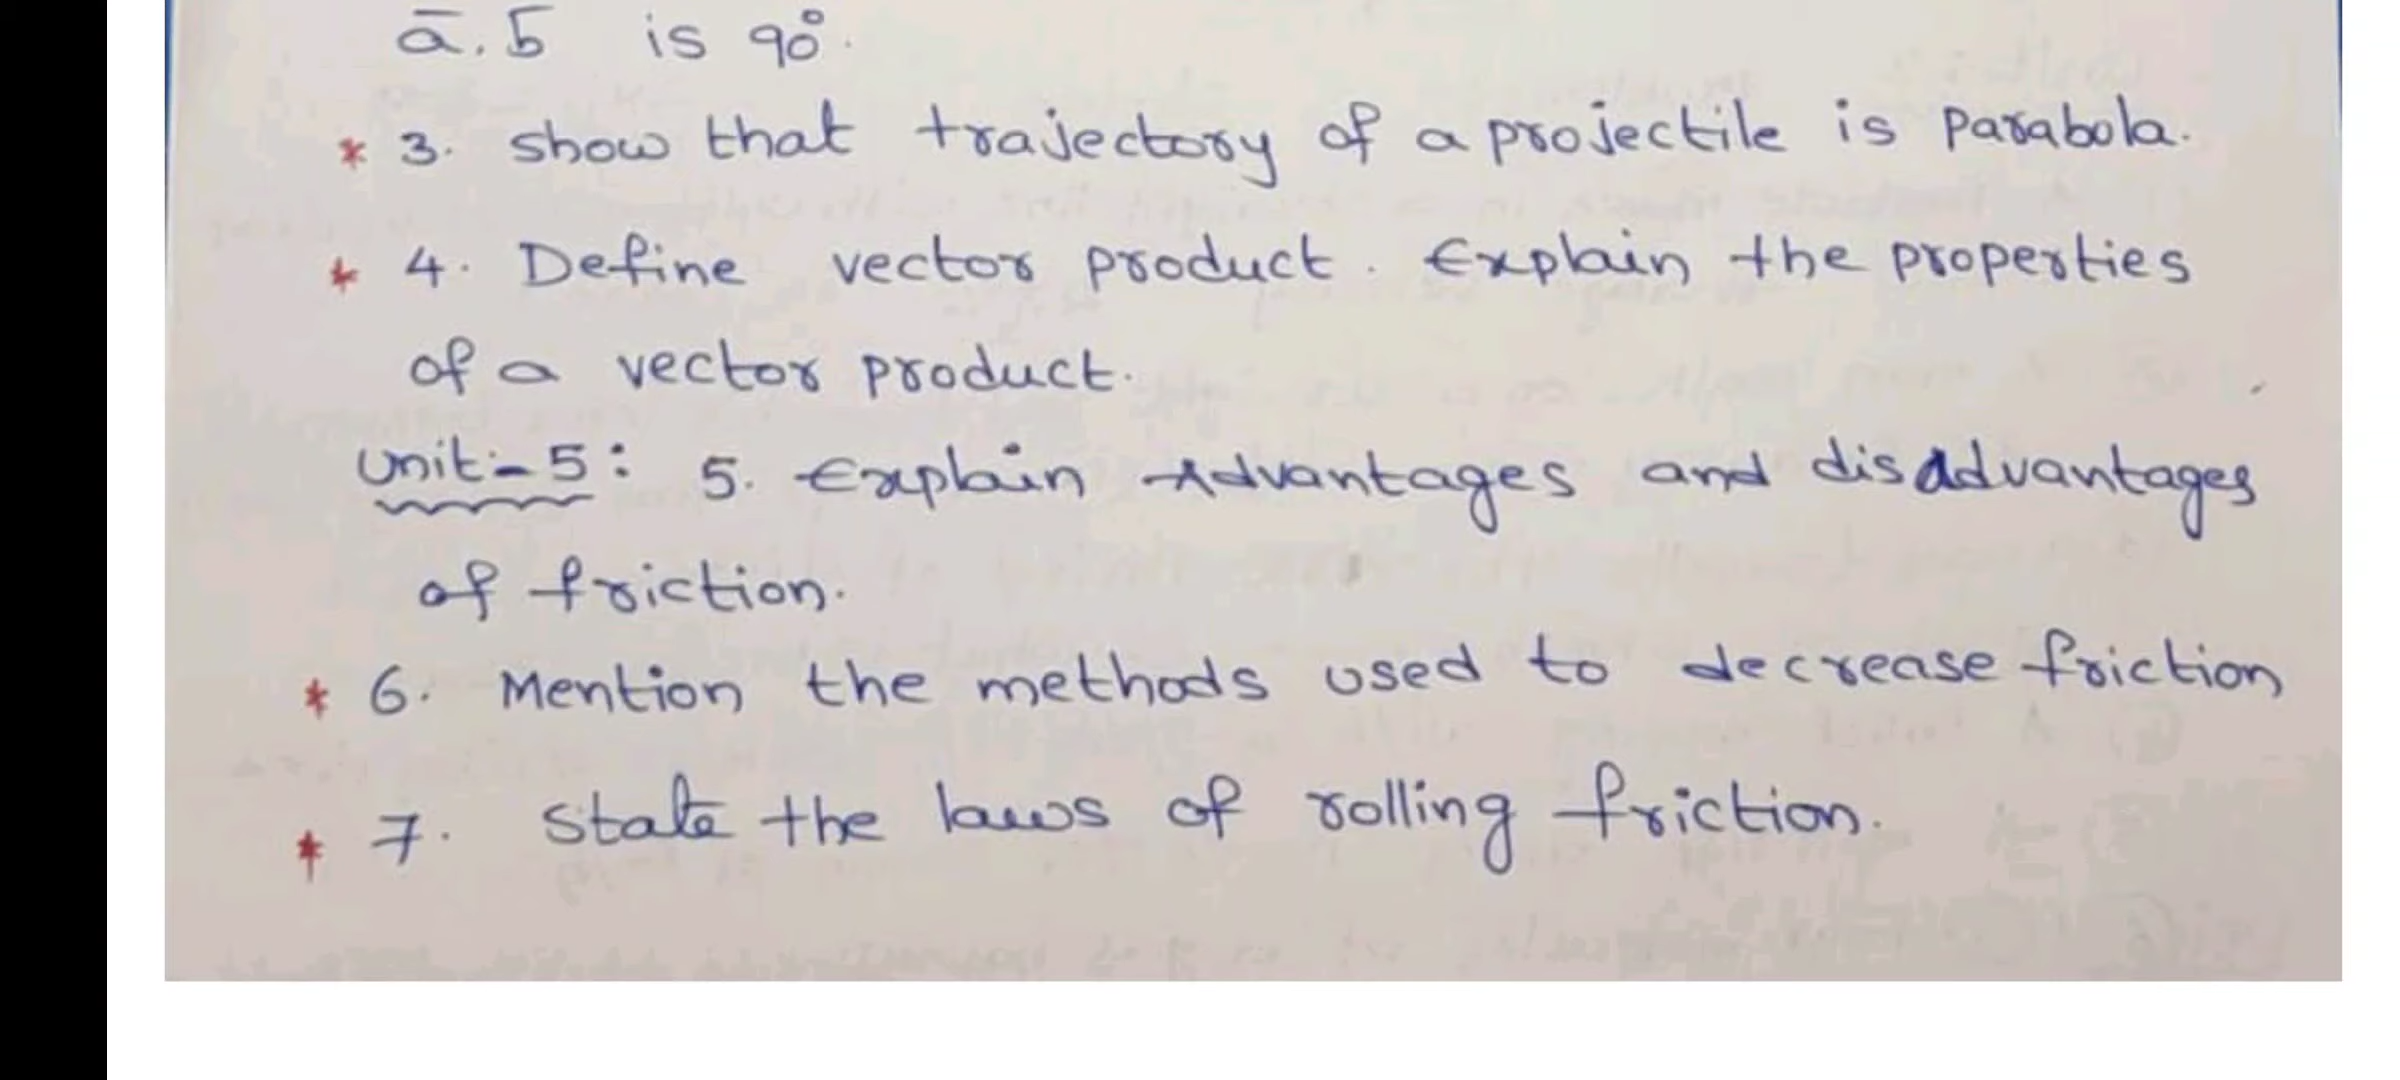 ā. b̄ is 90°.
* 3. show that trajectory of a projectile is parabola.
* 4. Define vector product. Explain the properties
of a vector product.
unit-5: 5. Explain Advantages and disAdvantages
of friction.
* 6. Mention the methods used to decrease friction
* 7. State the laws of rolling friction.